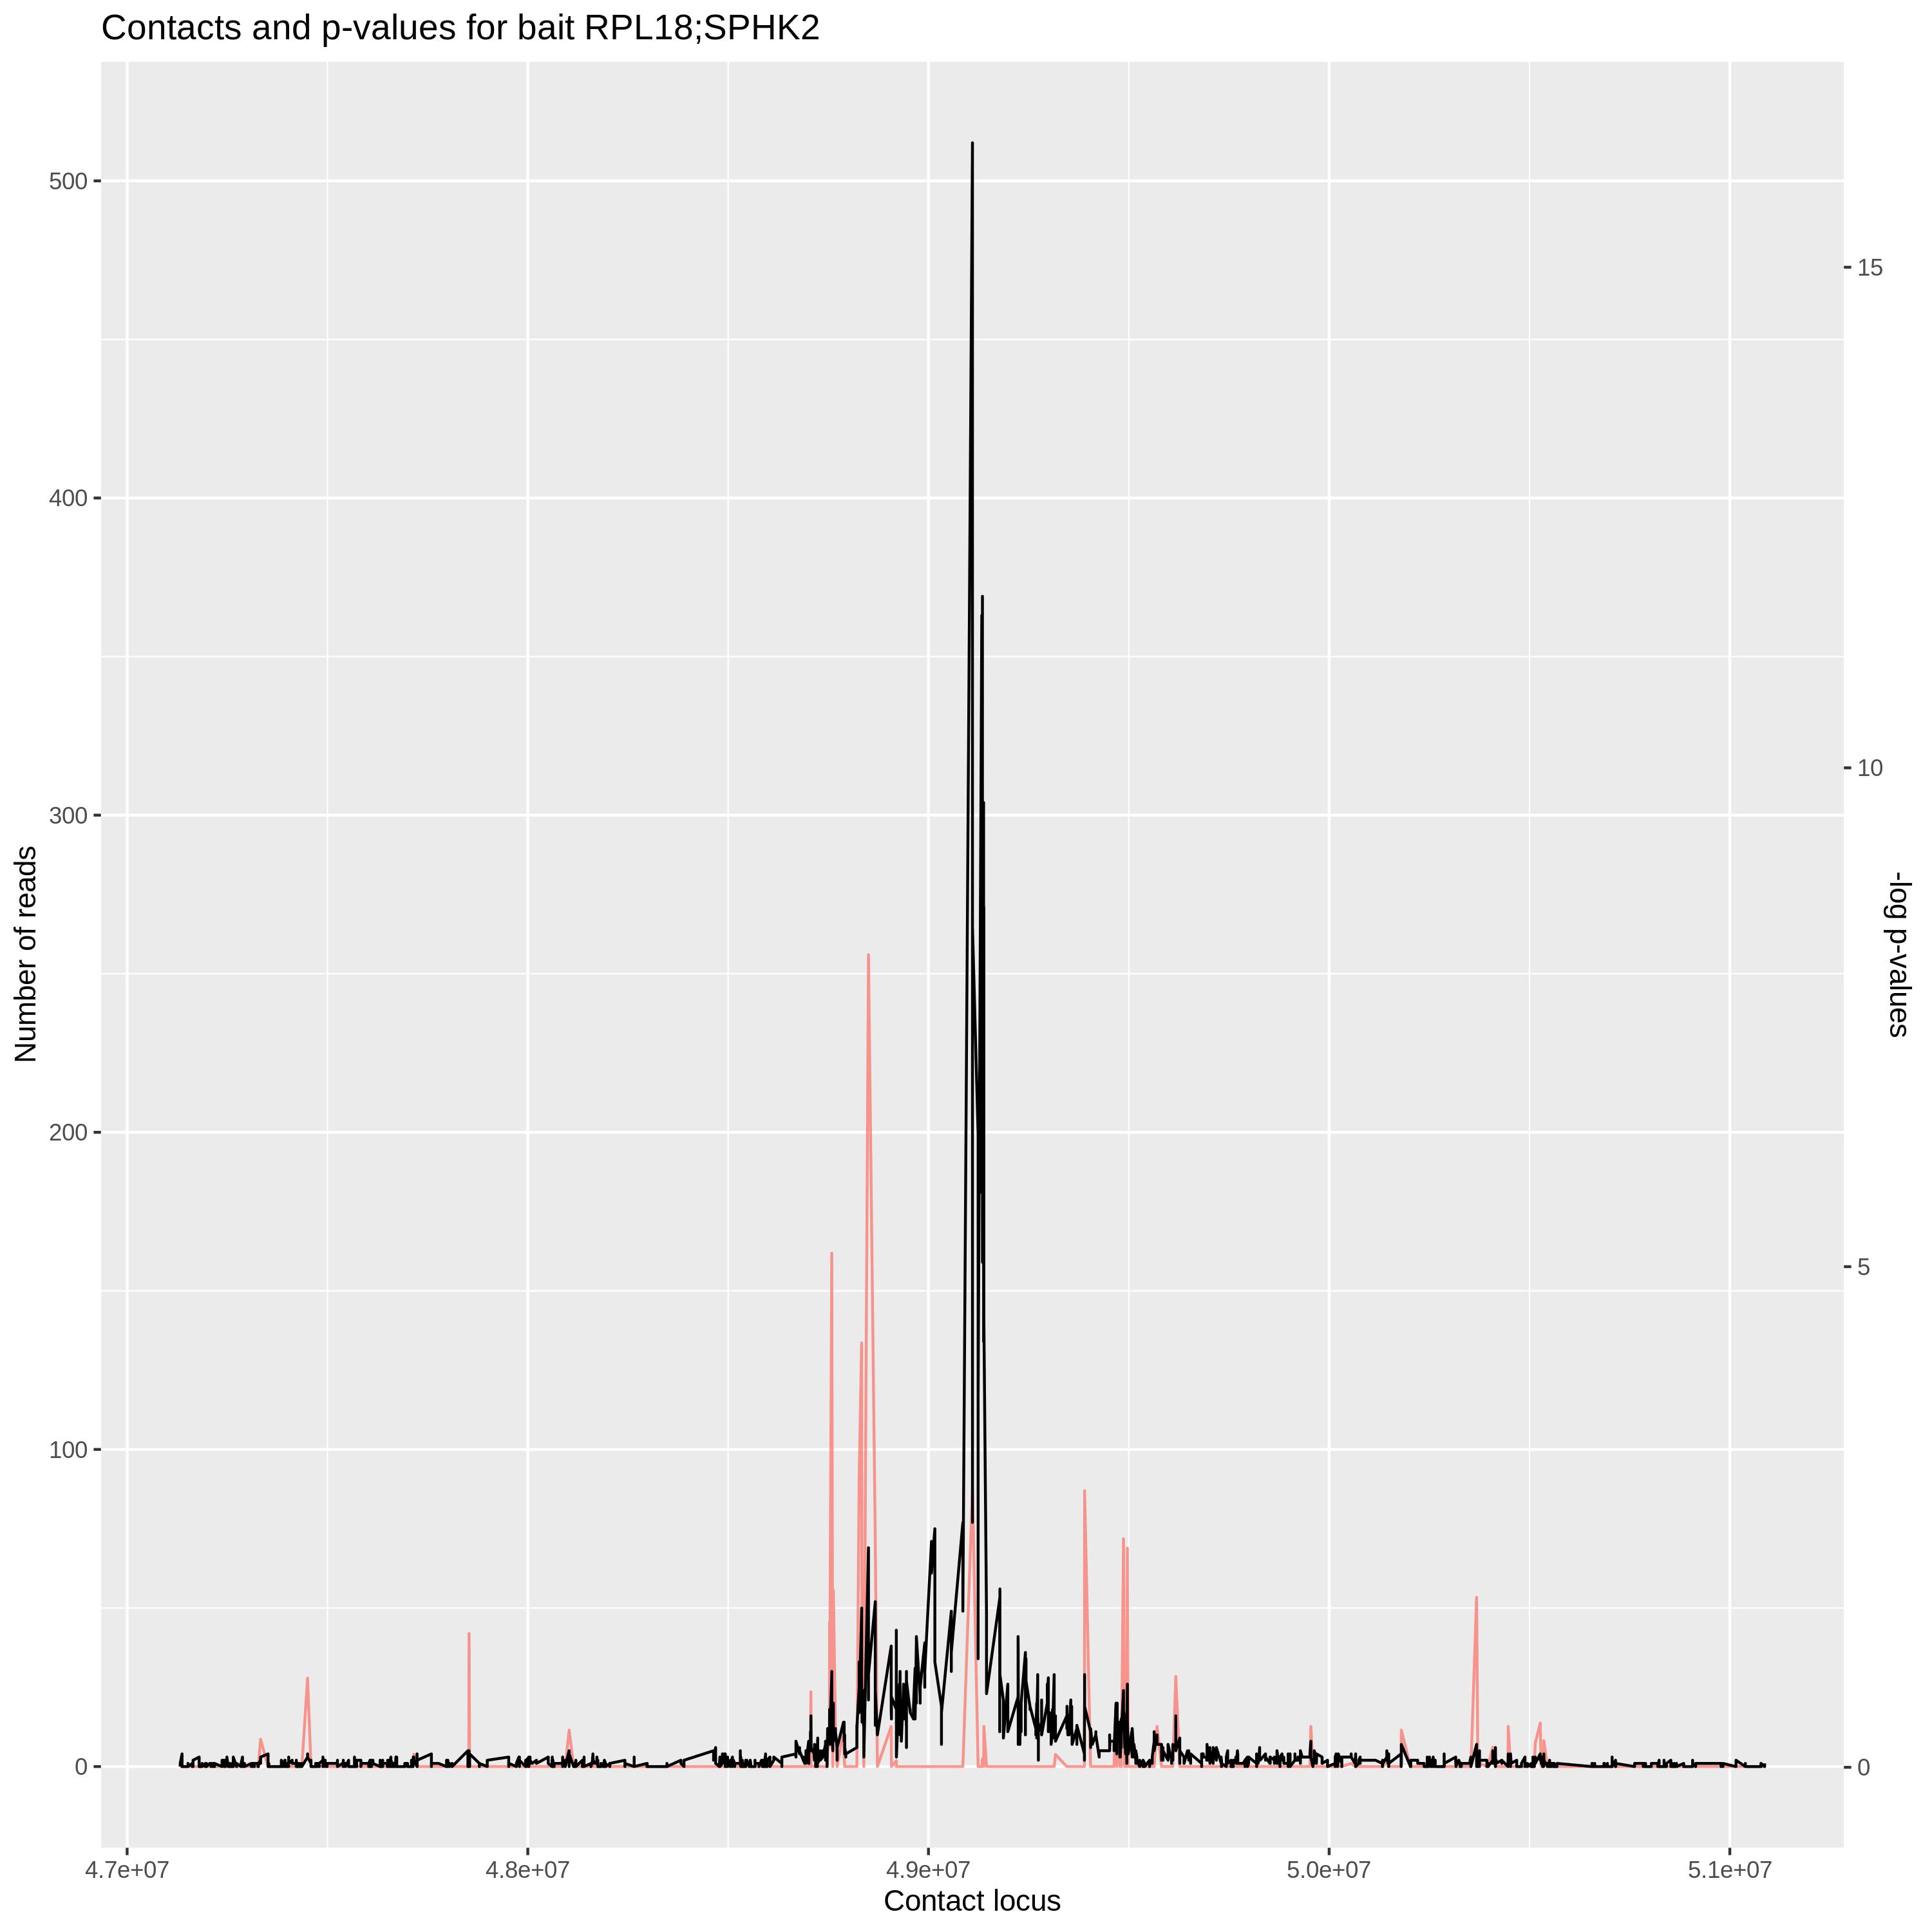 Contacts and p-values for bait RPL18;SPHK2
500
400
300
200
100
0
Number of reads
15
10
5
0
-log p-values
4.7e+07
4.8e+07
4.9e+07
5.0e+07
5.1e+07
Contact locus